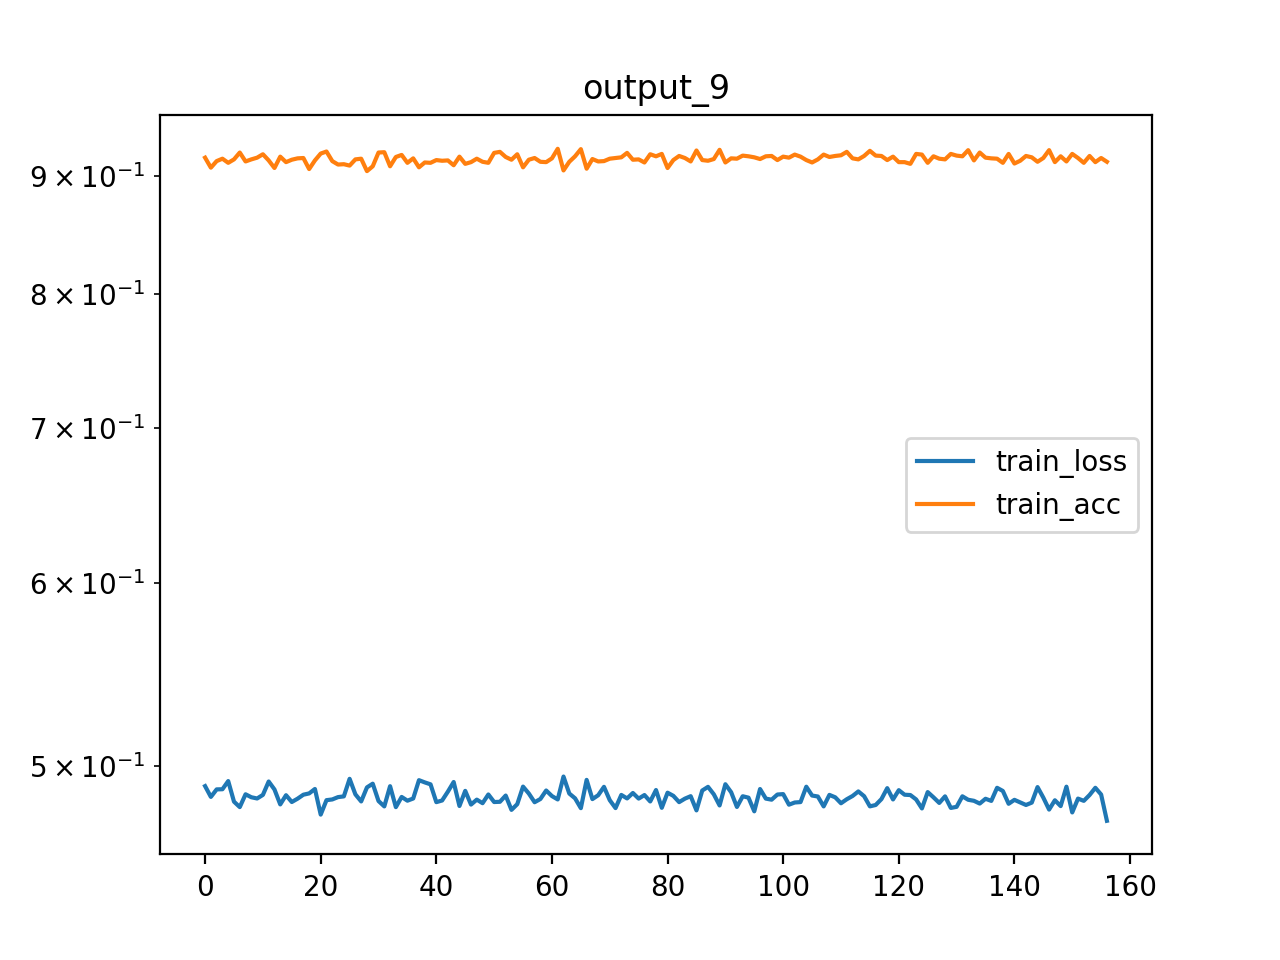 output_9
9 × 10⁻¹
8 × 10⁻¹
7 × 10⁻¹
6 × 10⁻¹
5 × 10⁻¹
train_loss
train_acc
0 20 40 60 80 100 120 140 160